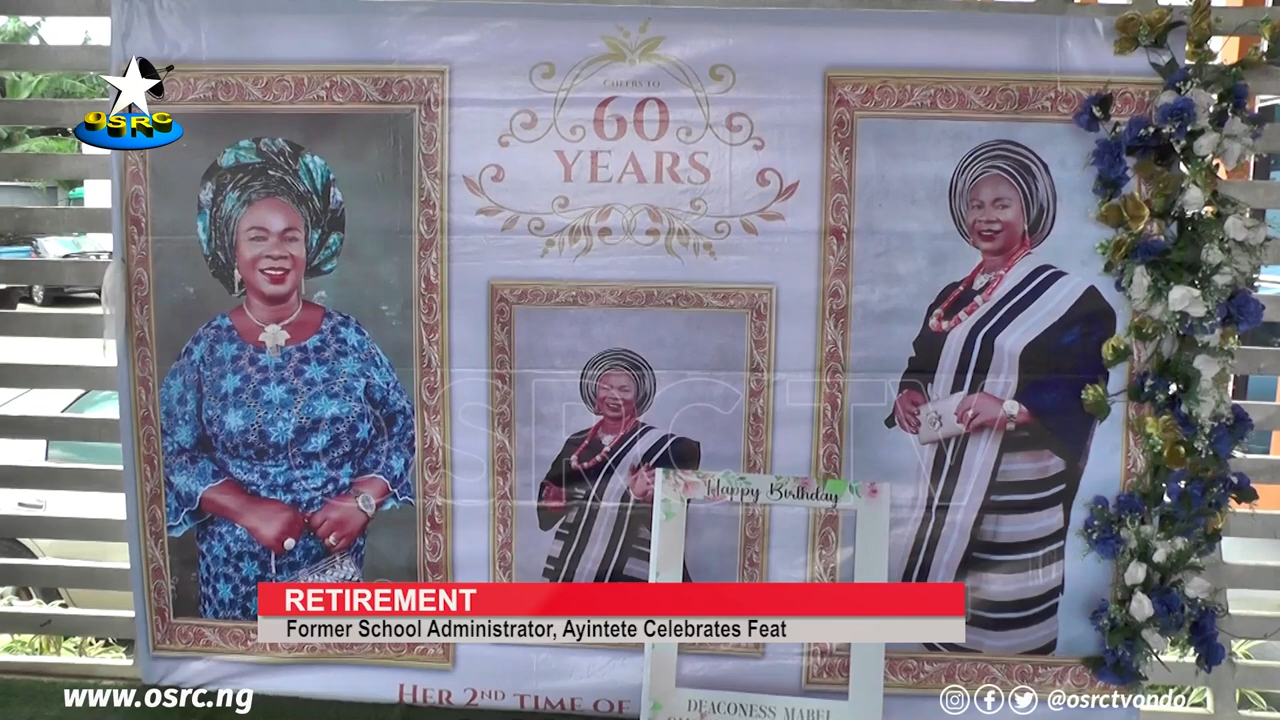 OSRC
CHEERS TO
60
YEARS
OSRCTV
Happy Birthday
RETIREMENT
Former School Administrator, Ayintete Celebrates Feat
HER 2ND TIME OF
DEACONESS MABEL
www.osrc.ng
@osrctvondo